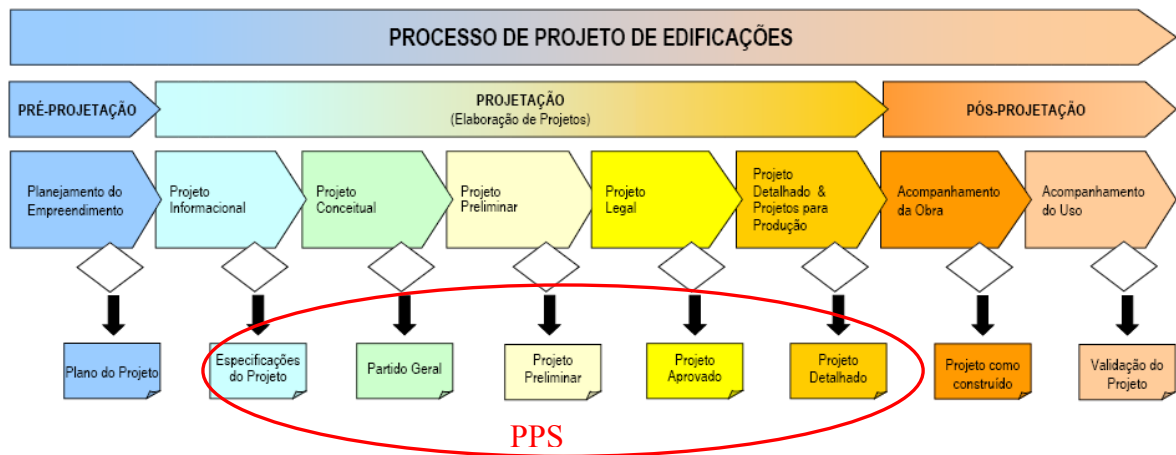 PROCESSO DE PROJETO DE EDIFICAÇÕES
PRÉ-PROJETAÇÃO
PROJETAÇÃO
(Elaboração de Projetos)
PÓS-PROJETAÇÃO
Planejamento do
Empreendimento
Projeto
Informacional
Projeto
Conceitual
Projeto
Preliminar
Projeto
Legal
Projeto
Detalhado &
Projetos para
Produção
Acompanhamento
da Obra
Acompanhamento
do Uso
Plano do Projeto
Especificações
do Projeto
Partido Geral
Projeto
Preliminar
Projeto
Aprovado
Projeto
Detalhado
Projeto como
construído
Validação do
Projeto
PPS